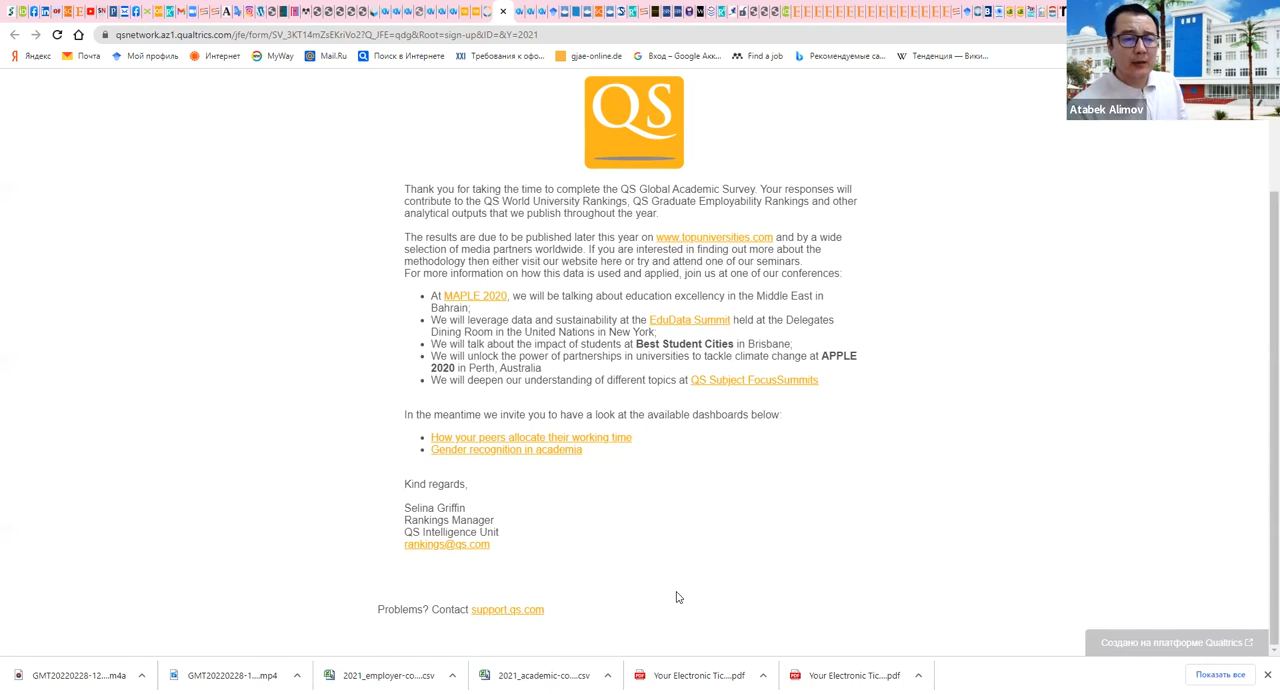 qsnetwork.az1.qualtrics.com/jfe/form/SV_3KT14mZsEKriVo2?Q_JFE=qdg&Root=sign-up&ID=&Y=2021
Яндекс Почта Мой профиль Интернет MyWay Mail.Ru Поиск в Интернете Требования к офо... gjae-online.de Вход – Google Акк... Find a job Рекомендуемые са... Тенденция — Вики...
Atabek Alimov
QS
Thank you for taking the time to complete the QS Global Academic Survey. Your responses will
contribute to the QS World University Rankings, QS Graduate Employability Rankings and other
analytical outputs that we publish throughout the year.
The results are due to be published later this year on www.topuniversities.com and by a wide
selection of media partners worldwide. If you are interested in finding out more about the
methodology then either visit our website here or try and attend one of our seminars.
For more information on how this data is used and applied, join us at one of our conferences:
• At MAPLE 2020, we will be talking about education excellency in the Middle East in
Bahrain;
• We will leverage data and sustainability at the EduData Summit held at the Delegates
Dining Room in the United Nations in New York;
• We will talk about the impact of students at Best Student Cities in Brisbane;
• We will unlock the power of partnerships in universities to tackle climate change at APPLE
2020 in Perth, Australia
• We will deepen our understanding of different topics at QS Subject FocusSummits
In the meantime we invite you to have a look at the available dashboards below:
• How your peers allocate their working time
• Gender recognition in academia
Kind regards,
Selina Griffin
Rankings Manager
QS Intelligence Unit
rankings@qs.com
Problems? Contact support.qs.com
Создано на платформе Qualtrics
GMT20220228-12....m4a GMT20220228-1....mp4 2021_employer-co....csv 2021_academic-co....csv Your Electronic Tic....pdf Your Electronic Tic....pdf Показать все